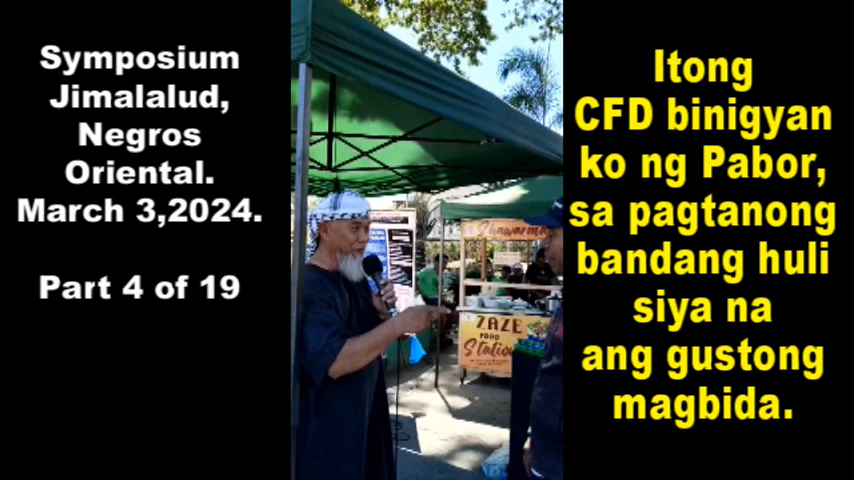 Symposium
Jimalalud,
Negros
Oriental.
March 3,2024.
Part 4 of 19
Itong
CFD binigyan
ko ng Pabor,
sa pagtanong
bandang huli
siya na
ang gustong
magbida.
Shawarma
ZAZE
FOOD
Station